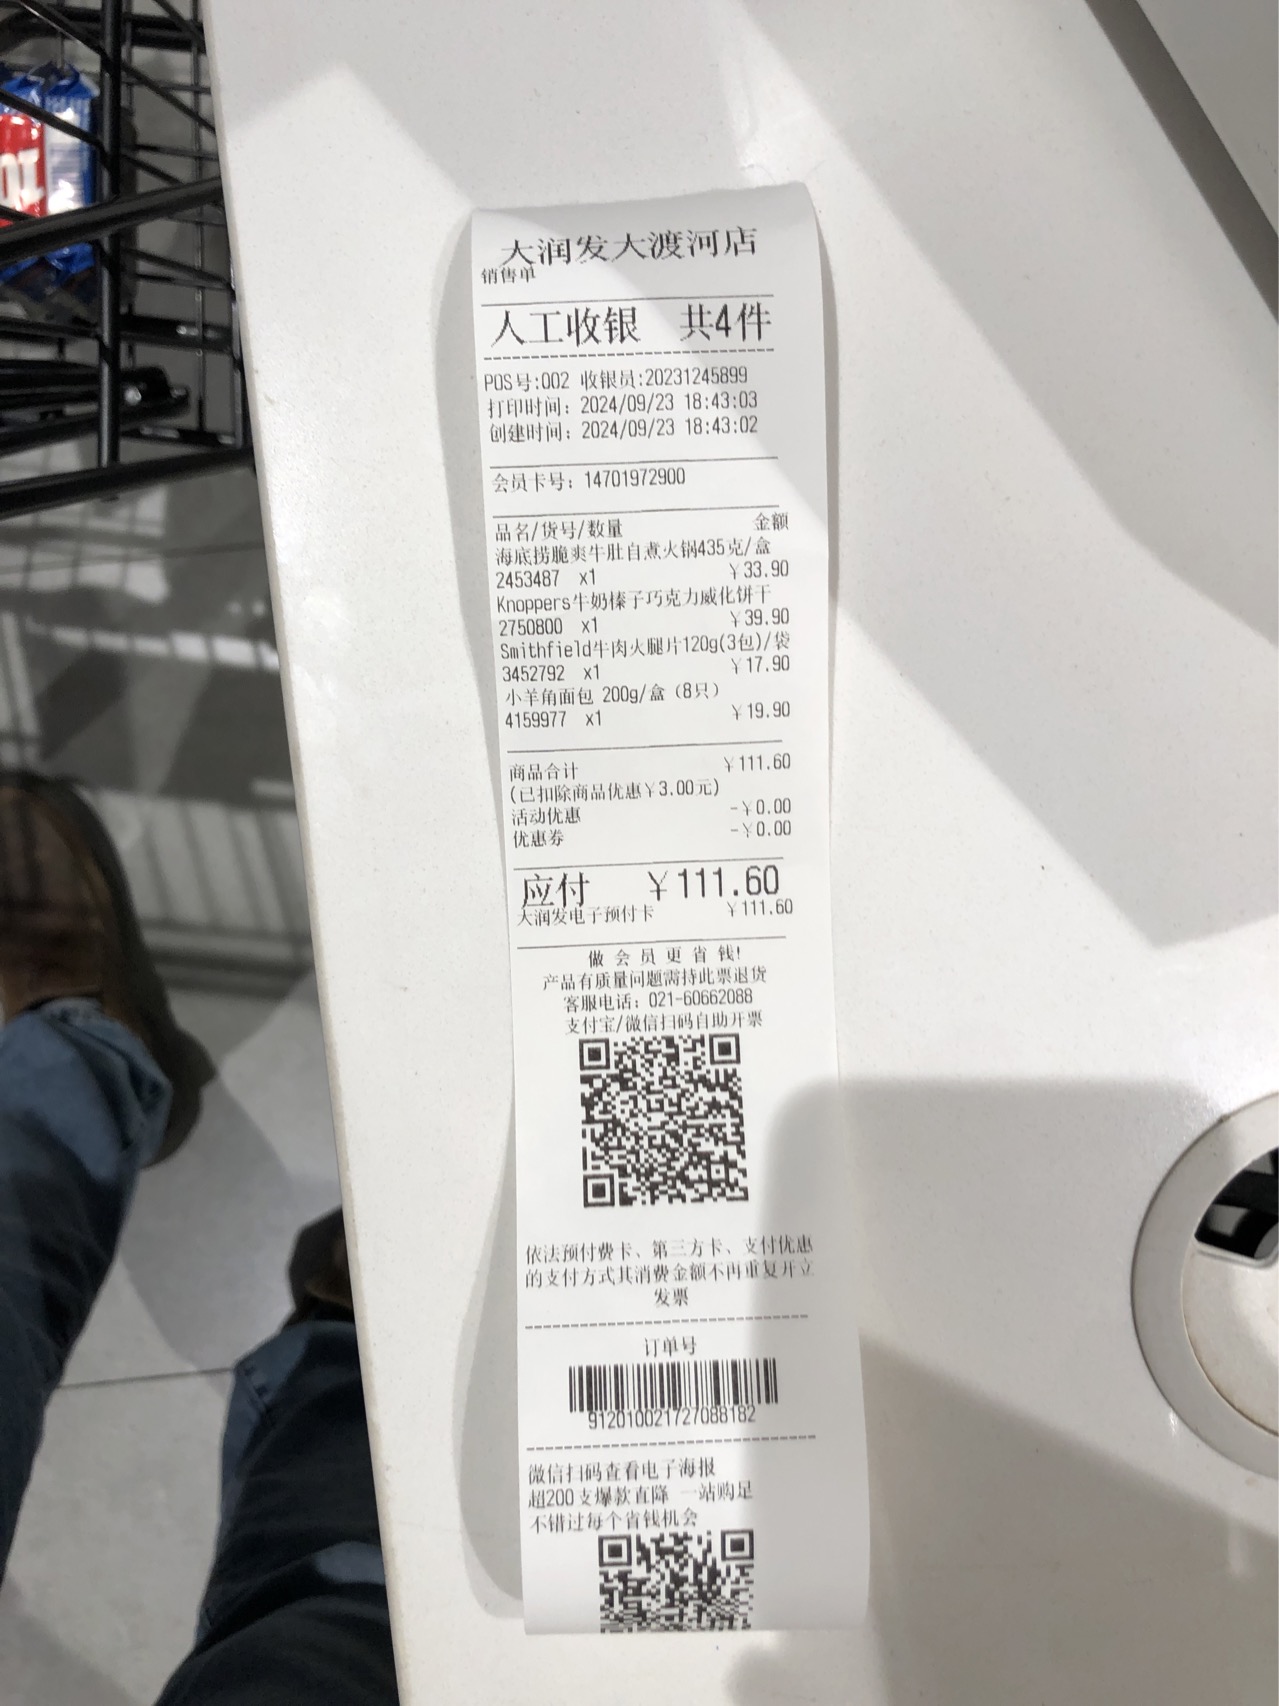 大润发大渡河店
销售单
人工收银 共4件
POS号:002 收银员:20231245899
打印时间: 2024/09/23 18:43:03
创建时间: 2024/09/23 18:43:02
会员卡号: 14701972900
品名/货号/数量 金额
海底捞脆爽牛肚自煮火锅435克/盒
2453487 x1 ¥33.90
Knoppers牛奶榛子巧克力威化饼干
2750800 x1 ¥39.90
Smithfield牛肉火腿片120g(3包)/袋
3452792 x1 ¥17.90
小羊角面包 200g/盒（8只）
4159977 x1 ¥19.90
商品合计 ¥111.60
(已扣除商品优惠¥3.00元)
活动优惠 -¥0.00
优惠券 -¥0.00
应付 ¥111.60
大润发电子预付卡 ¥111.60
做 会 员 更 省 钱!
产品有质量问题需持此票退货
客服电话: 021-60662088
支付宝/微信扫码自助开票
依法预付费卡、第三方卡、支付优惠
的支付方式其消费金额不再重复开立
发票
订单号
912010021727088182
微信扫码查看电子海报
超200支爆款直降 一站购足
不错过每个省钱机会